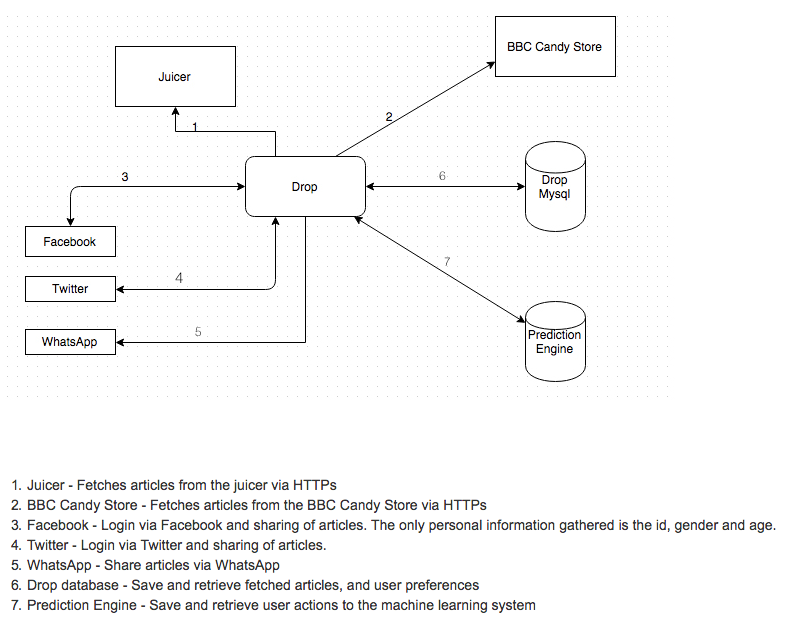 BBC Candy Store
Juicer
1
2
3
Drop
6
Drop
Mysql
Facebook
4
Twitter
7
5
WhatsApp
Prediction
Engine
1. Juicer - Fetches articles from the juicer via HTTPs
2. BBC Candy Store - Fetches articles from the BBC Candy Store via HTTPs
3. Facebook - Login via Facebook and sharing of articles. The only personal information gathered is the id, gender and age.
4. Twitter - Login via Twitter and sharing of articles.
5. WhatsApp - Share articles via WhatsApp
6. Drop database - Save and retrieve fetched articles, and user preferences
7. Prediction Engine - Save and retrieve user actions to the machine learning system